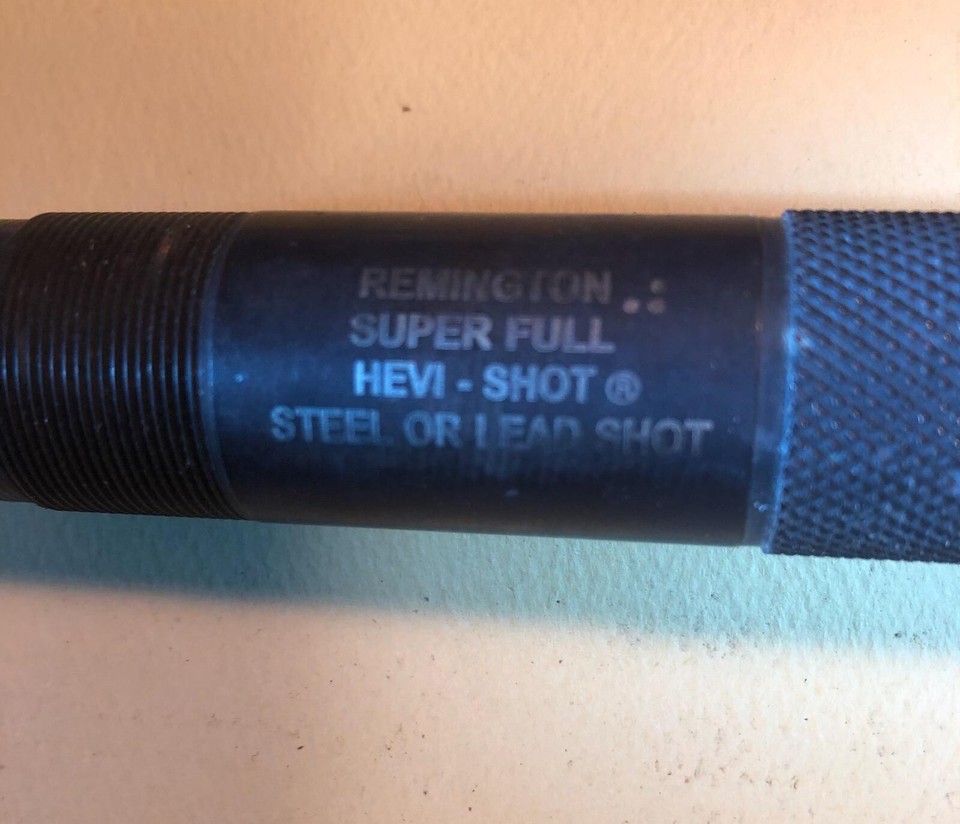 REMINGTON
SUPER FULL
HEVI - SHOT ®
STEEL OR LEAD SHOT